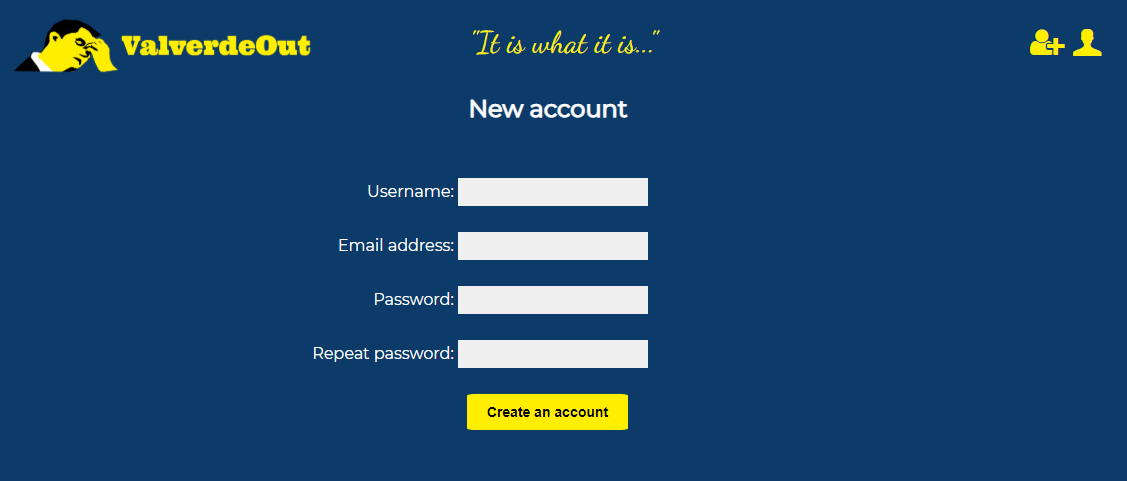 ValverdeOut
"It is what it is..."
New account
Username:
Email address:
Password:
Repeat password:
Create an account